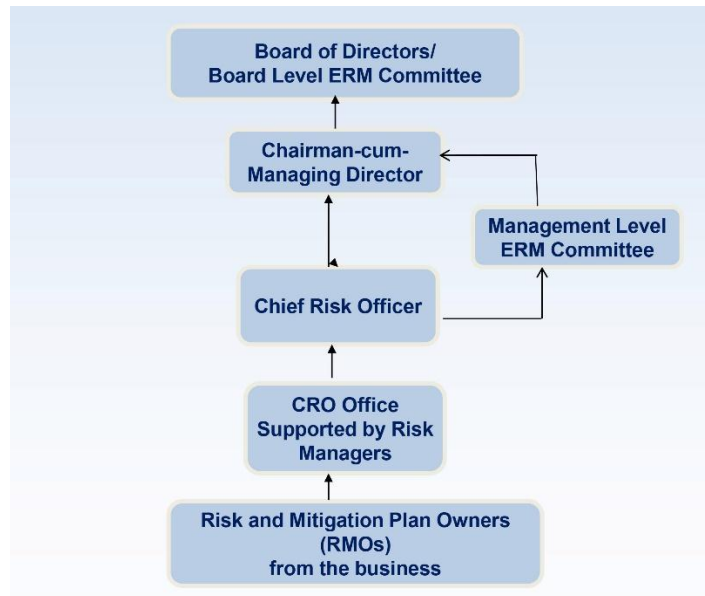 Board of Directors/
Board Level ERM Committee
Chairman-cum-
Managing Director
Management Level
ERM Committee
Chief Risk Officer
CRO Office
Supported by Risk
Managers
Risk and Mitigation Plan Owners
(RMOs)
from the business